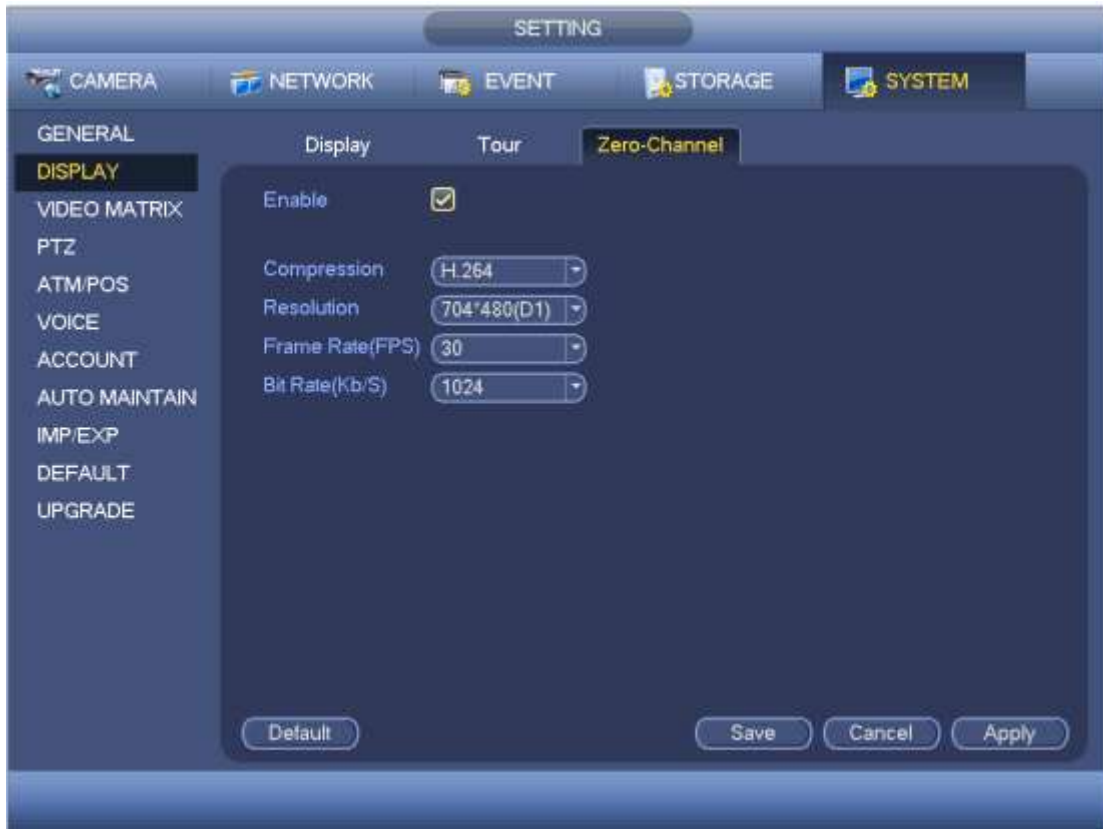 SETTING
CAMERA NETWORK EVENT STORAGE SYSTEM
GENERAL
DISPLAY
VIDEO MATRIX
PTZ
ATM/POS
VOICE
ACCOUNT
AUTO MAINTAIN
IMP/EXP
DEFAULT
UPGRADE
Display Tour Zero-Channel
Enable
Compression H.264
Resolution 704*480(D1)
Frame Rate(FPS) 30
Bit Rate(Kb/S) 1024
Default Save Cancel Apply